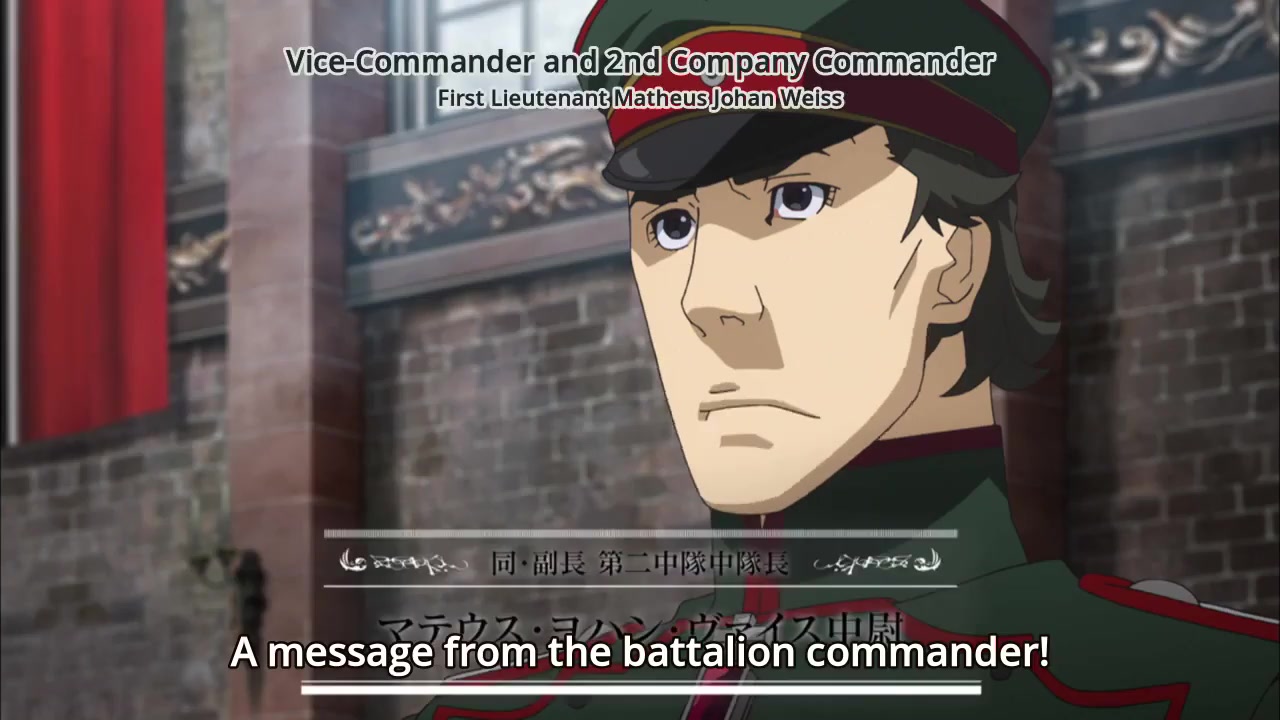 Vice-Commander and 2nd Company Commander
First Lieutenant Matheus Johan Weiss
同・副長 第二中隊中隊長
マテウス・ヨハン・ヴァイス中尉
A message from the battalion commander!